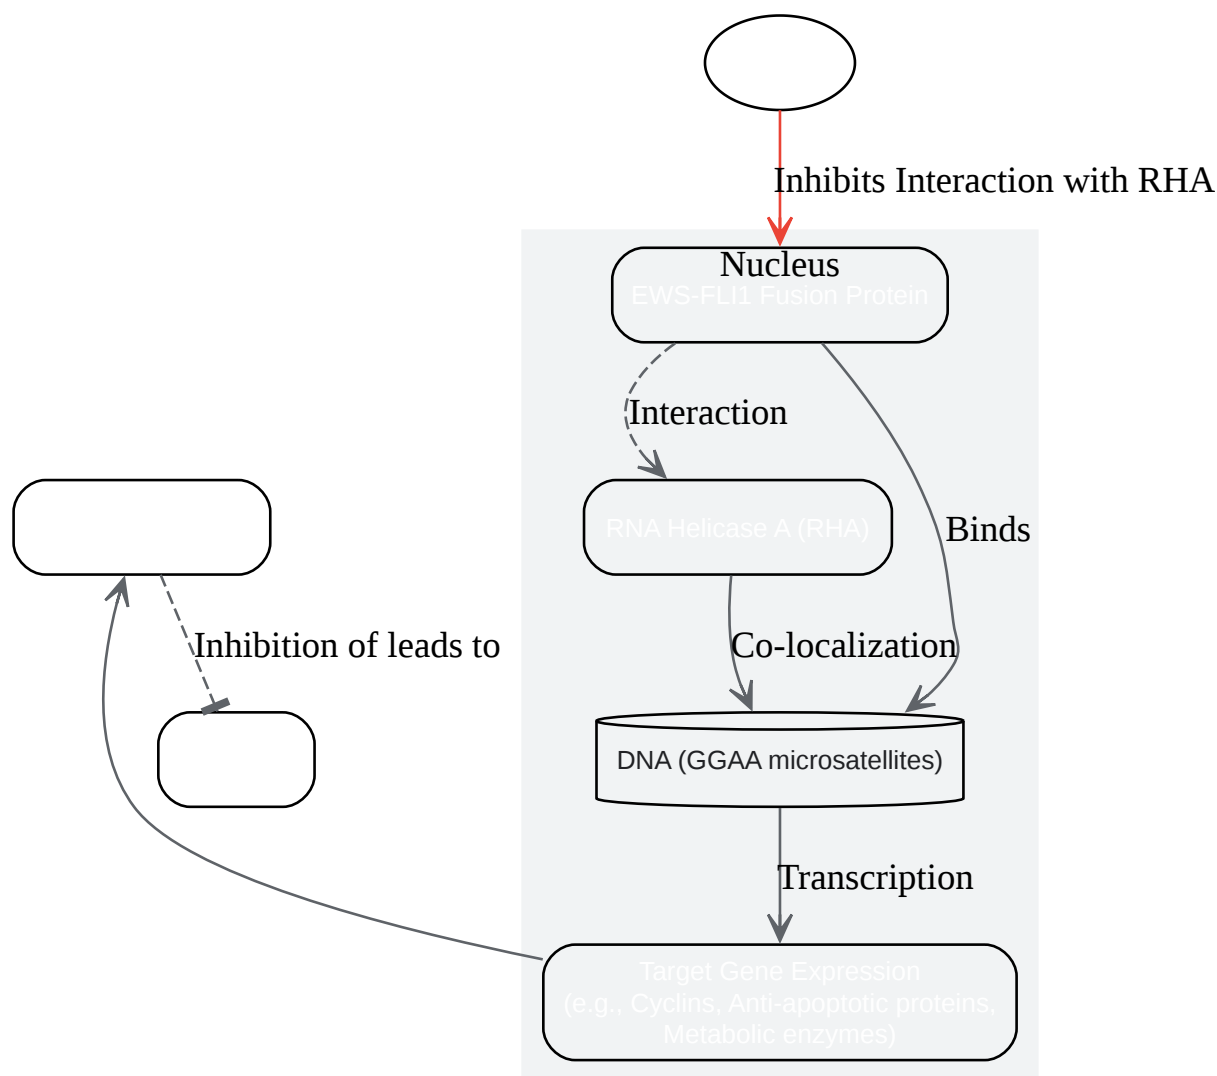 Inhibits Interaction with RHA
Nucleus
EWS-FLI1 Fusion Protein
Interaction
RNA Helicase A (RHA)
Binds
Inhibition of leads to
Co-localization
DNA (GGAA microsatellites)
Transcription
Target Gene Expression
(e.g., Cyclins, Anti-apoptotic proteins,
Metabolic enzymes)